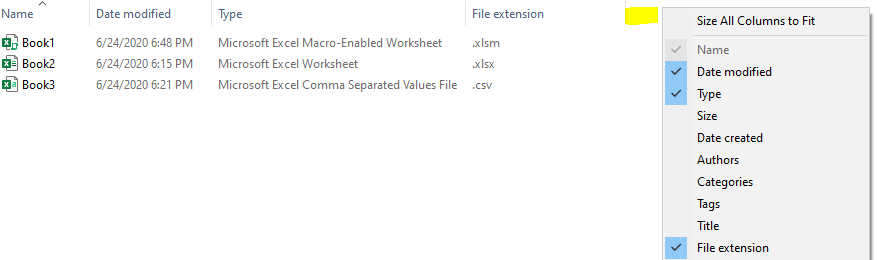 Name Date modified Type File extension
Book1 6/24/2020 6:48 PM Microsoft Excel Macro-Enabled Worksheet .xlsm
Book2 6/24/2020 6:15 PM Microsoft Excel Worksheet .xlsx
Book3 6/24/2020 6:21 PM Microsoft Excel Comma Separated Values File .csv
Size All Columns to Fit
Name
Date modified
Type
Size
Date created
Authors
Categories
Tags
Title
File extension